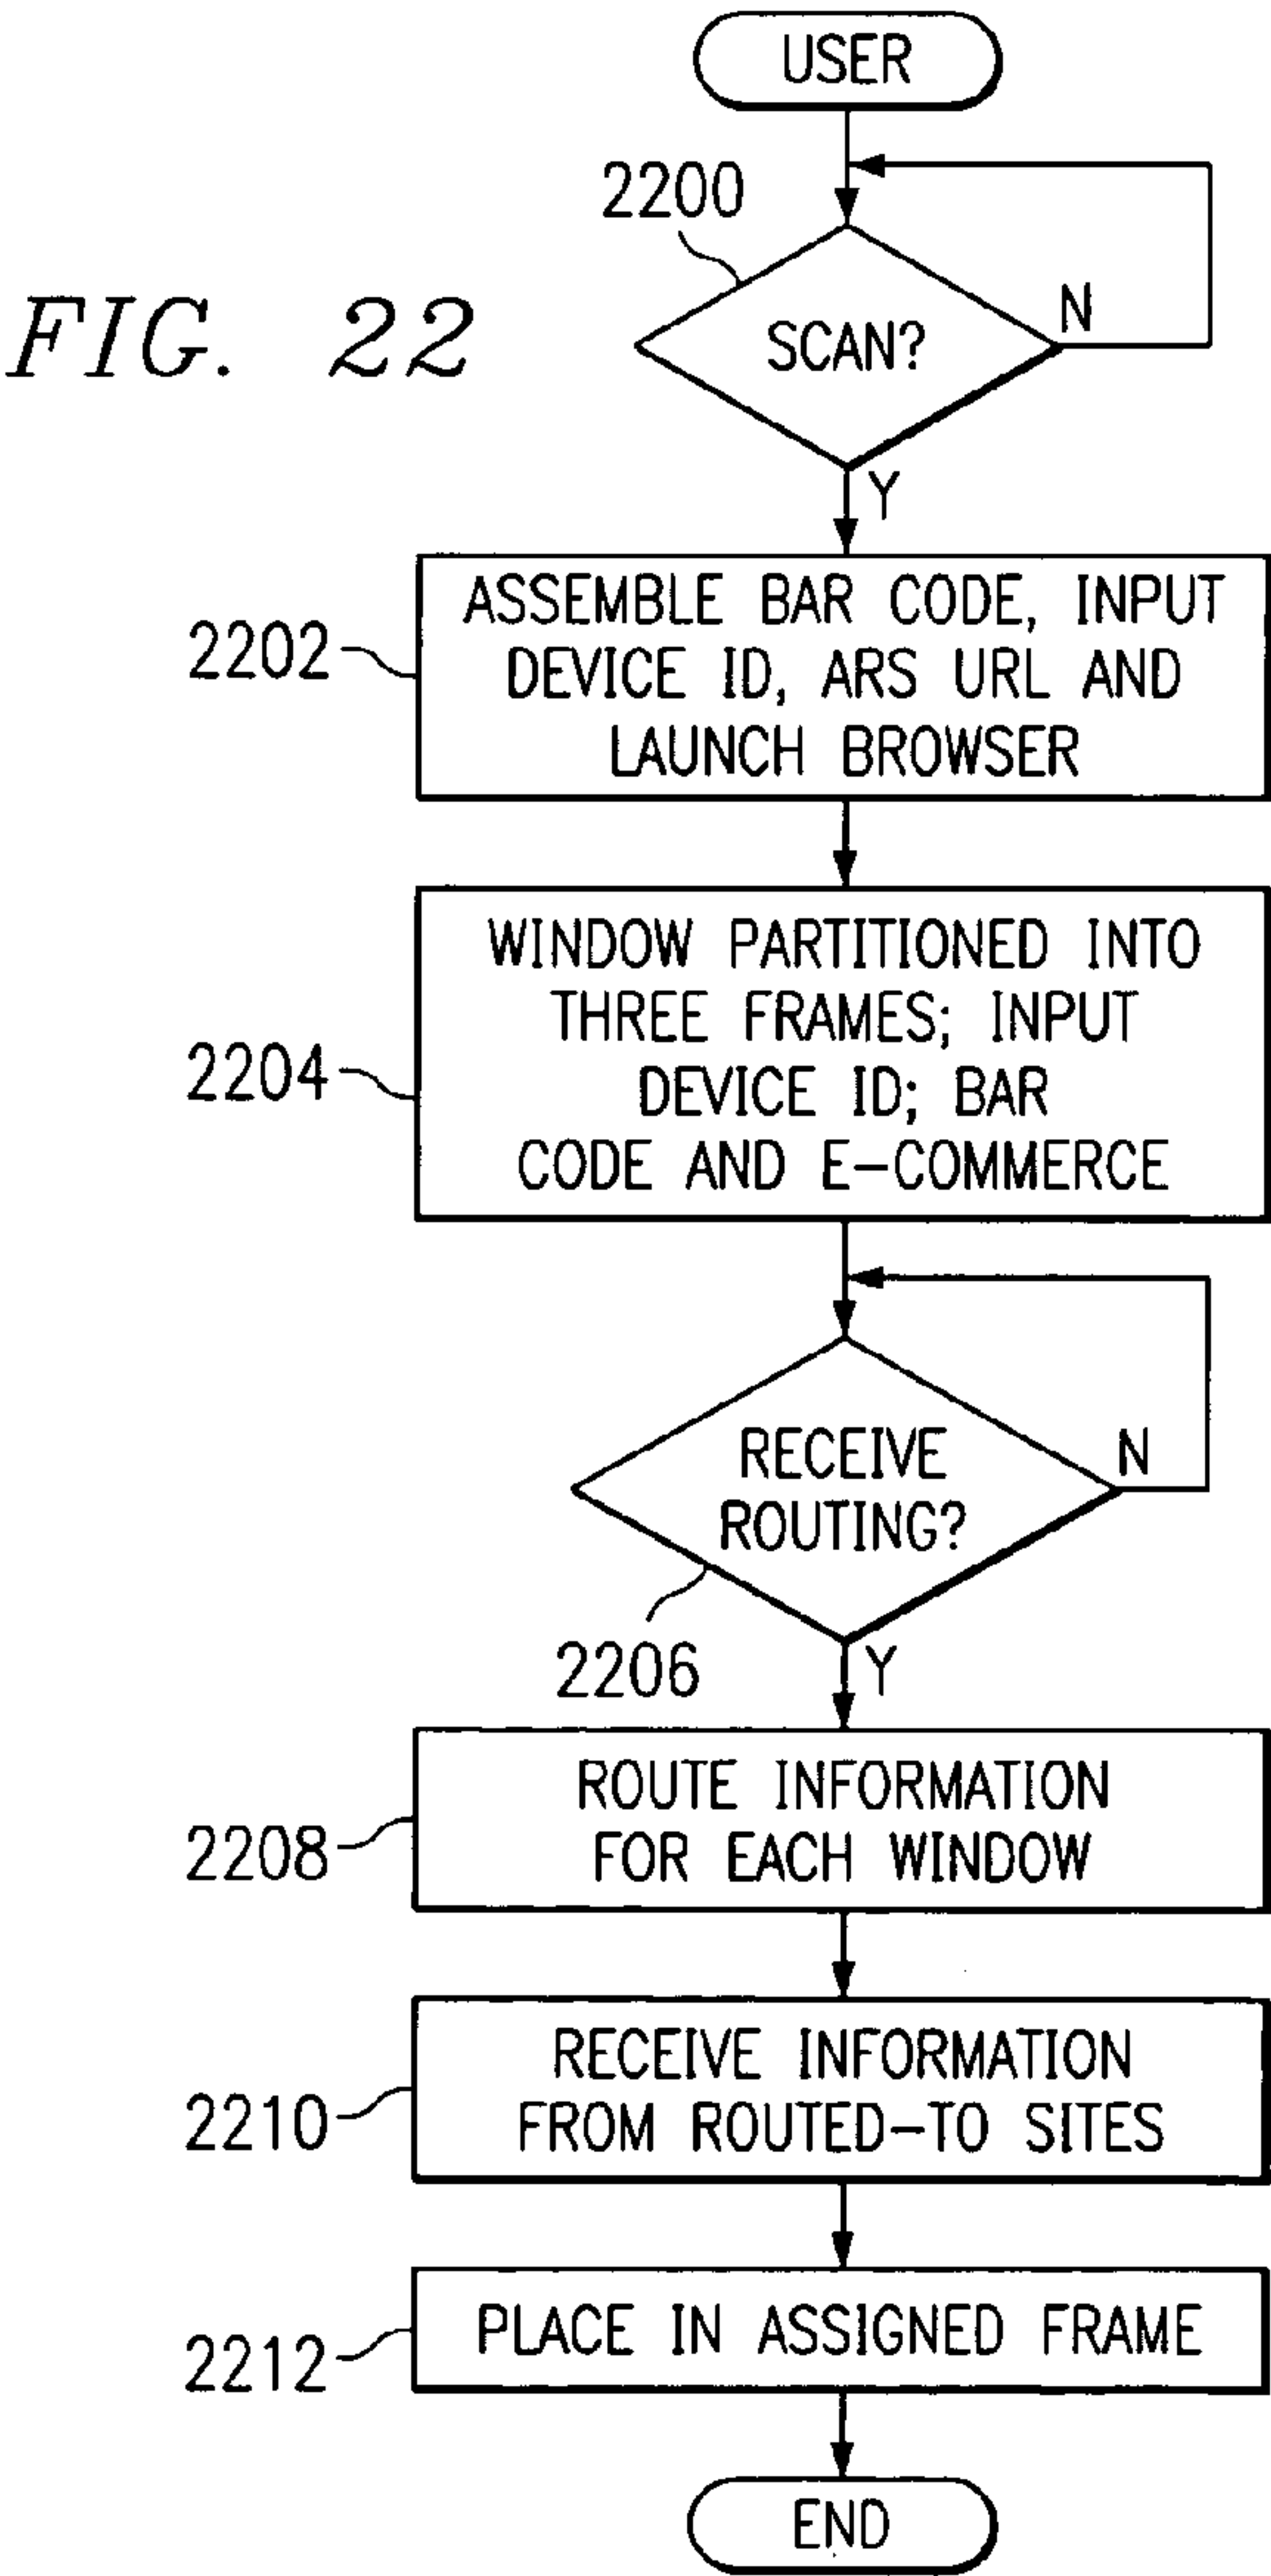 USER
2200
FIG. 22
SCAN?
N
Y
2202
ASSEMBLE BAR CODE, INPUT
DEVICE ID, ARS URL AND
LAUNCH BROWSER
2204
WINDOW PARTITIONED INTO
THREE FRAMES; INPUT
DEVICE ID; BAR
CODE AND E-COMMERCE
RECEIVE
ROUTING?
N
2206
Y
2208
ROUTE INFORMATION
FOR EACH WINDOW
2210
RECEIVE INFORMATION
FROM ROUTED-TO SITES
2212
PLACE IN ASSIGNED FRAME
END